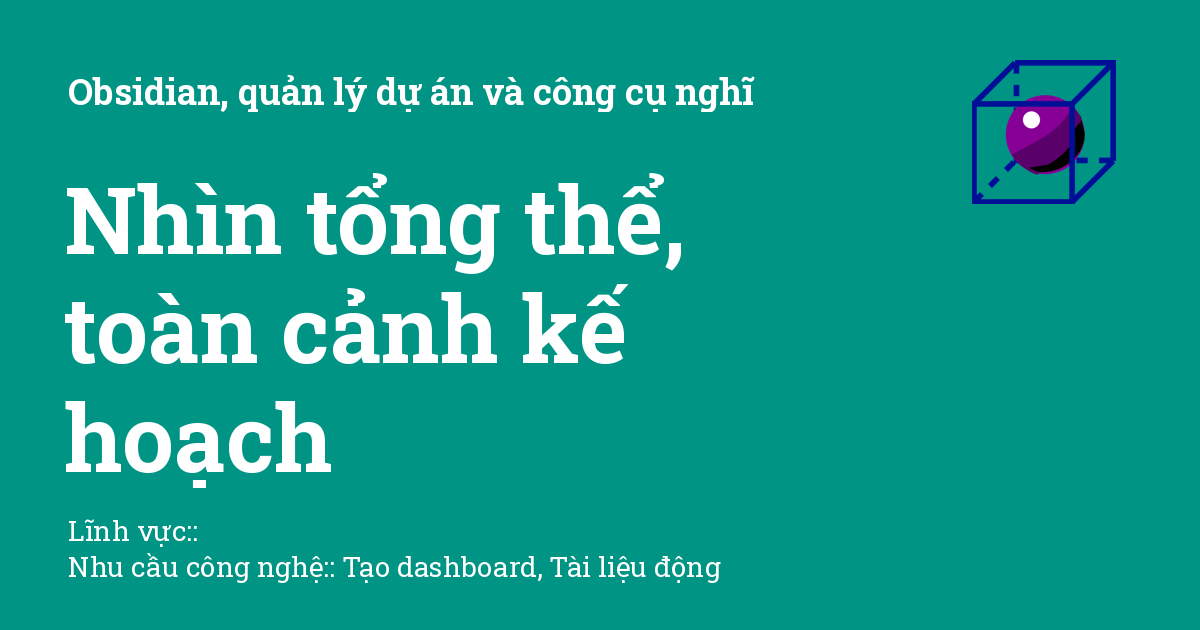 Obsidian, quản lý dự án và công cụ nghĩ
Nhìn tổng thể,
toàn cảnh kế
hoạch
Lĩnh vực::
Nhu cầu công nghệ:: Tạo dashboard, Tài liệu động